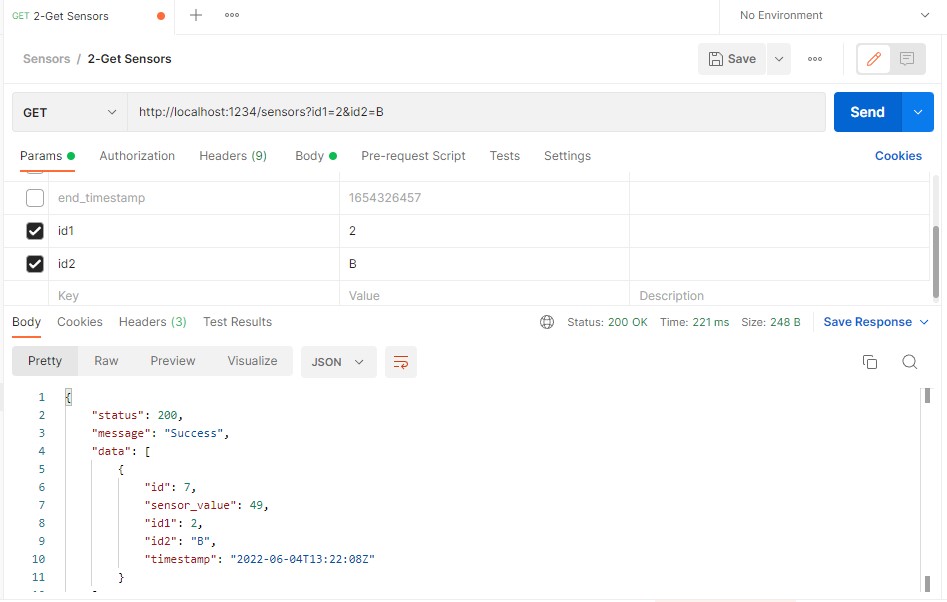 GET 2-Get Sensors
No Environment
Sensors / 2-Get Sensors
Save
GET
http://localhost:1234/sensors?id1=2&id2=B
Send
Params Authorization Headers (9) Body Pre-request Script Tests Settings Cookies
end_timestamp 1654326457
id1 2
id2 B
Key Value Description
Body Cookies Headers (3) Test Results Status: 200 OK Time: 221 ms Size: 248 B Save Response
Pretty Raw Preview Visualize JSON
1 {
2 "status": 200,
3 "message": "Success",
4 "data": [
5 {
6 "id": 7,
7 "sensor_value": 49,
8 "id1": 2,
9 "id2": "B",
10 "timestamp": "2022-06-04T13:22:08Z"
11 }